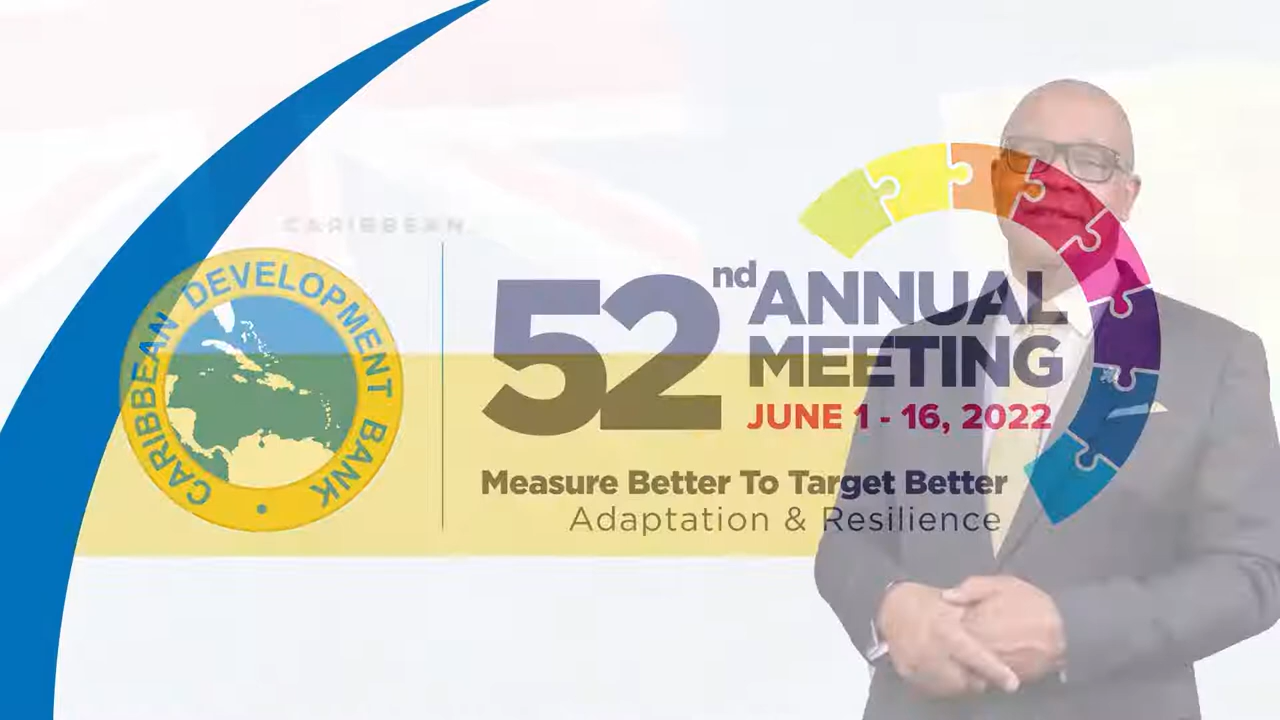 CARIBBEAN
CARIBBEAN DEVELOPMENT BANK
52nd ANNUAL
MEETING
JUNE 1 - 16, 2022
Measure Better To Target Better
Adaptation & Resilience